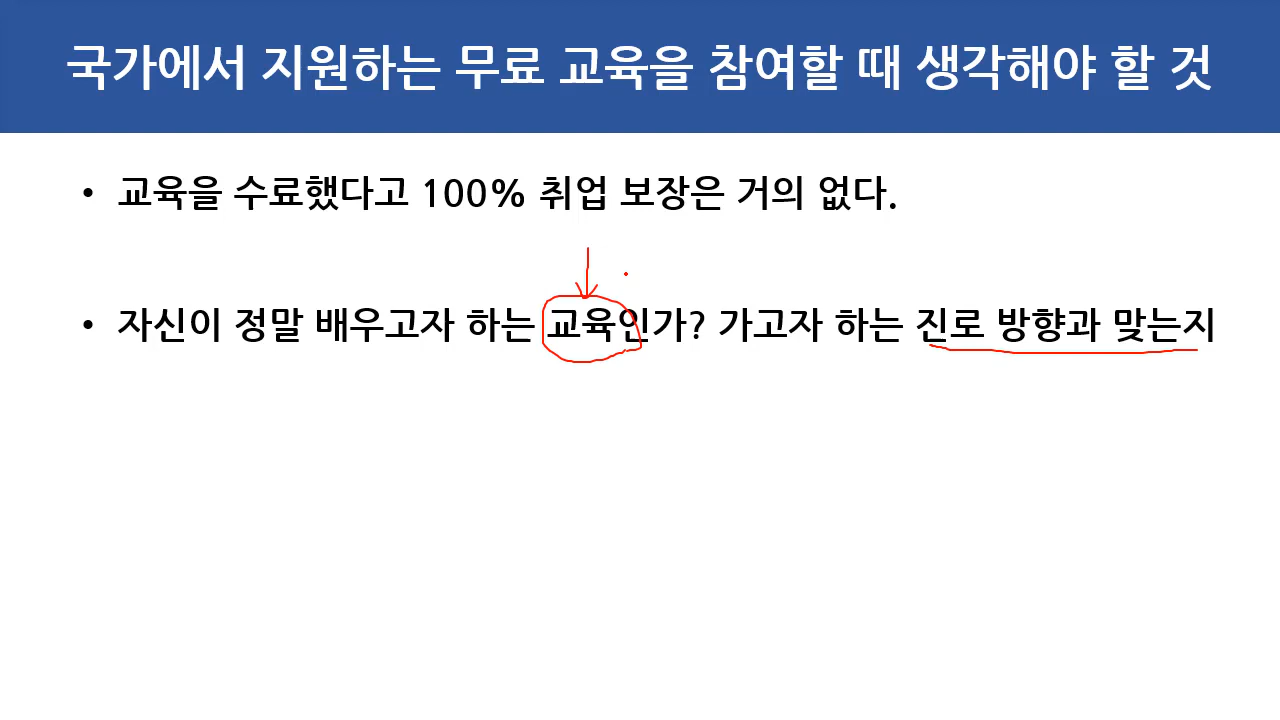 국가에서 지원하는 무료 교육을 참여할 때 생각해야 할 것
• 교육을 수료했다고 100% 취업 보장은 거의 없다.
• 자신이 정말 배우고자 하는 교육인가? 가고자 하는 진로 방향과 맞는지